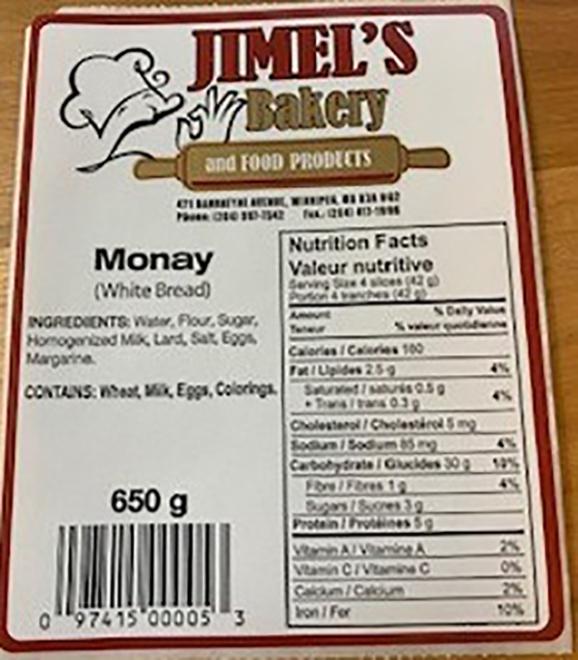 JIMEL'S
Bakery
and FOOD PRODUCTS
AVENUE, WINNIPEG,
Monay
(White Bread)
INGREDIENTS: Water, Flour, Sugar,
Homogenized Milk, Lard, Salt, Eggs,
Margarine.
CONTAINS: Wheat, Milk, Eggs, Colorings.
650 g
0 97415 00005 3
Nutrition Facts
Valeur nutritive
Serving Size 4 slices (42 g)
Portion 4 tranches (42 g)
Amount % Daily Value
Teneur % valeur quotidienne
Calories / Calories 160
Fat / Lipides 2.5 g 4%
Saturated / saturés 0.5 g
+ Trans / trans 0.3 g 4%
Cholesterol / Cholestérol 5 mg
Sodium / Sodium 85 mg 4%
Carbohydrate / Glucides 30 g 10%
Fibre / Fibres 1 g 4%
Sugars / Sucres 3 g
Protein / Protéines 5 g
Vitamin A / Vitamine A 2%
Vitamin C / Vitamine C 0%
Calcium / Calcium 2%
Iron / Fer 10%